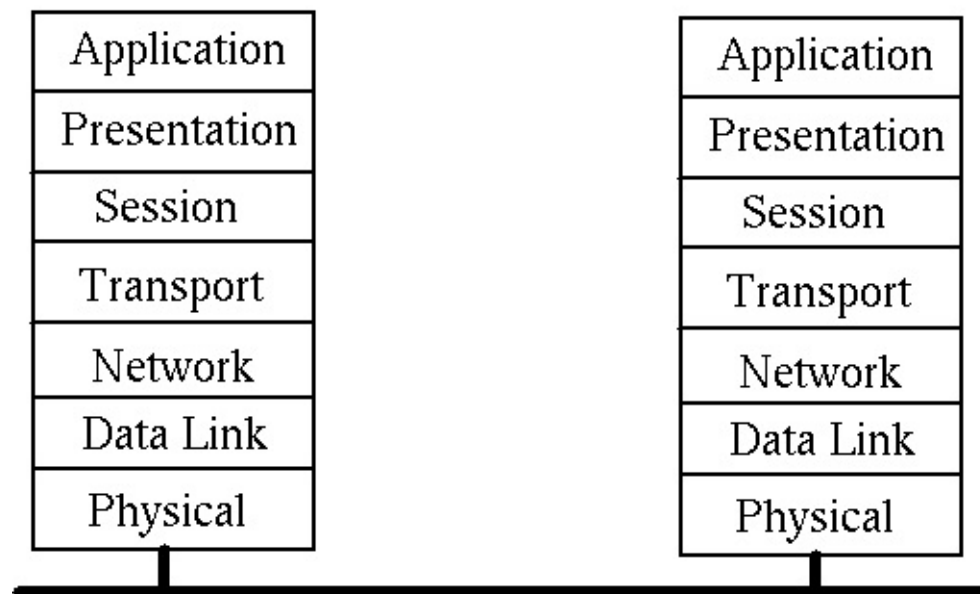 Application
Presentation
Session
Transport
Network
Data Link
Physical
Application
Presentation
Session
Transport
Network
Data Link
Physical